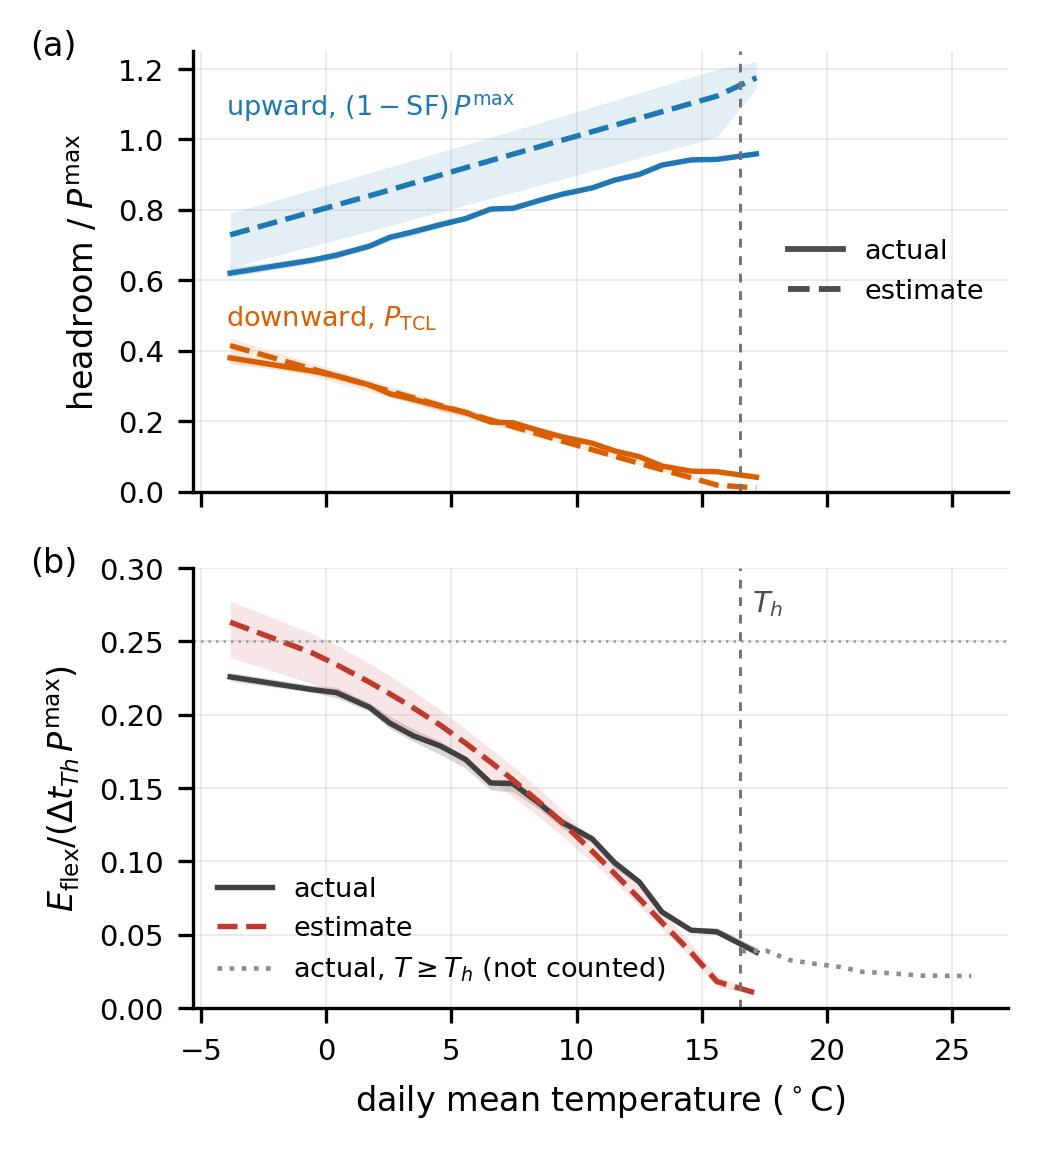 (a)
headroom / P^max
1.2
1.0
0.8
0.6
0.4
0.2
0.0
upward, (1 − SF) P^max
downward, P_TCL
actual
estimate
(b)
E_flex/(Δt_Th P^max)
0.30
0.25
0.20
0.15
0.10
0.05
0.00
T_h
actual
estimate
actual, T ≥ T_h (not counted)
−5 0 5 10 15 20 25
daily mean temperature (°C)